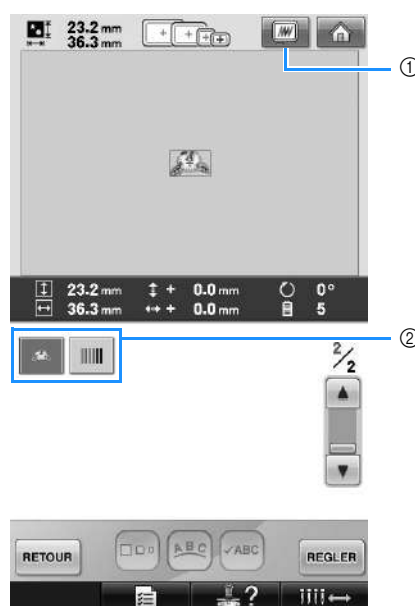 23.2 mm
36.3 mm
①
23.2 mm + 0.0 mm 0°
36.3 mm + 0.0 mm 5
②
2/2
RETOUR ABC ✓ABC REGLER
?